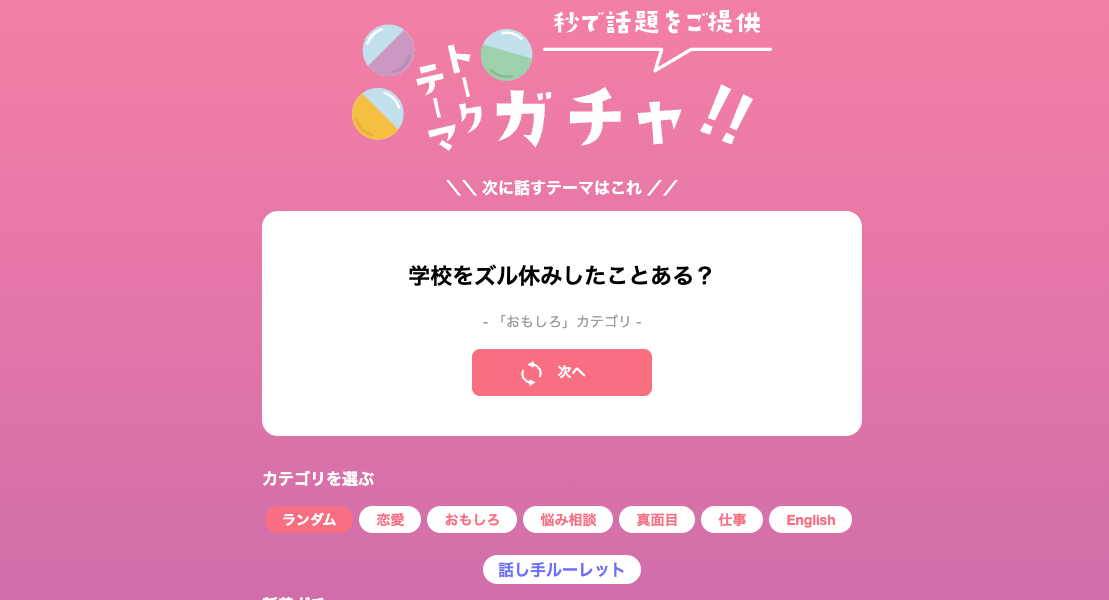 秒で話題をご提供
トークテーマガチャ!!
\\ 次に話すテーマはこれ //
学校をズル休みしたことある？
- 「おもしろ」カテゴリ -
次へ
カテゴリを選ぶ
ランダム 恋愛 おもしろ 悩み相談 真面目 仕事 English
話し手ルーレット